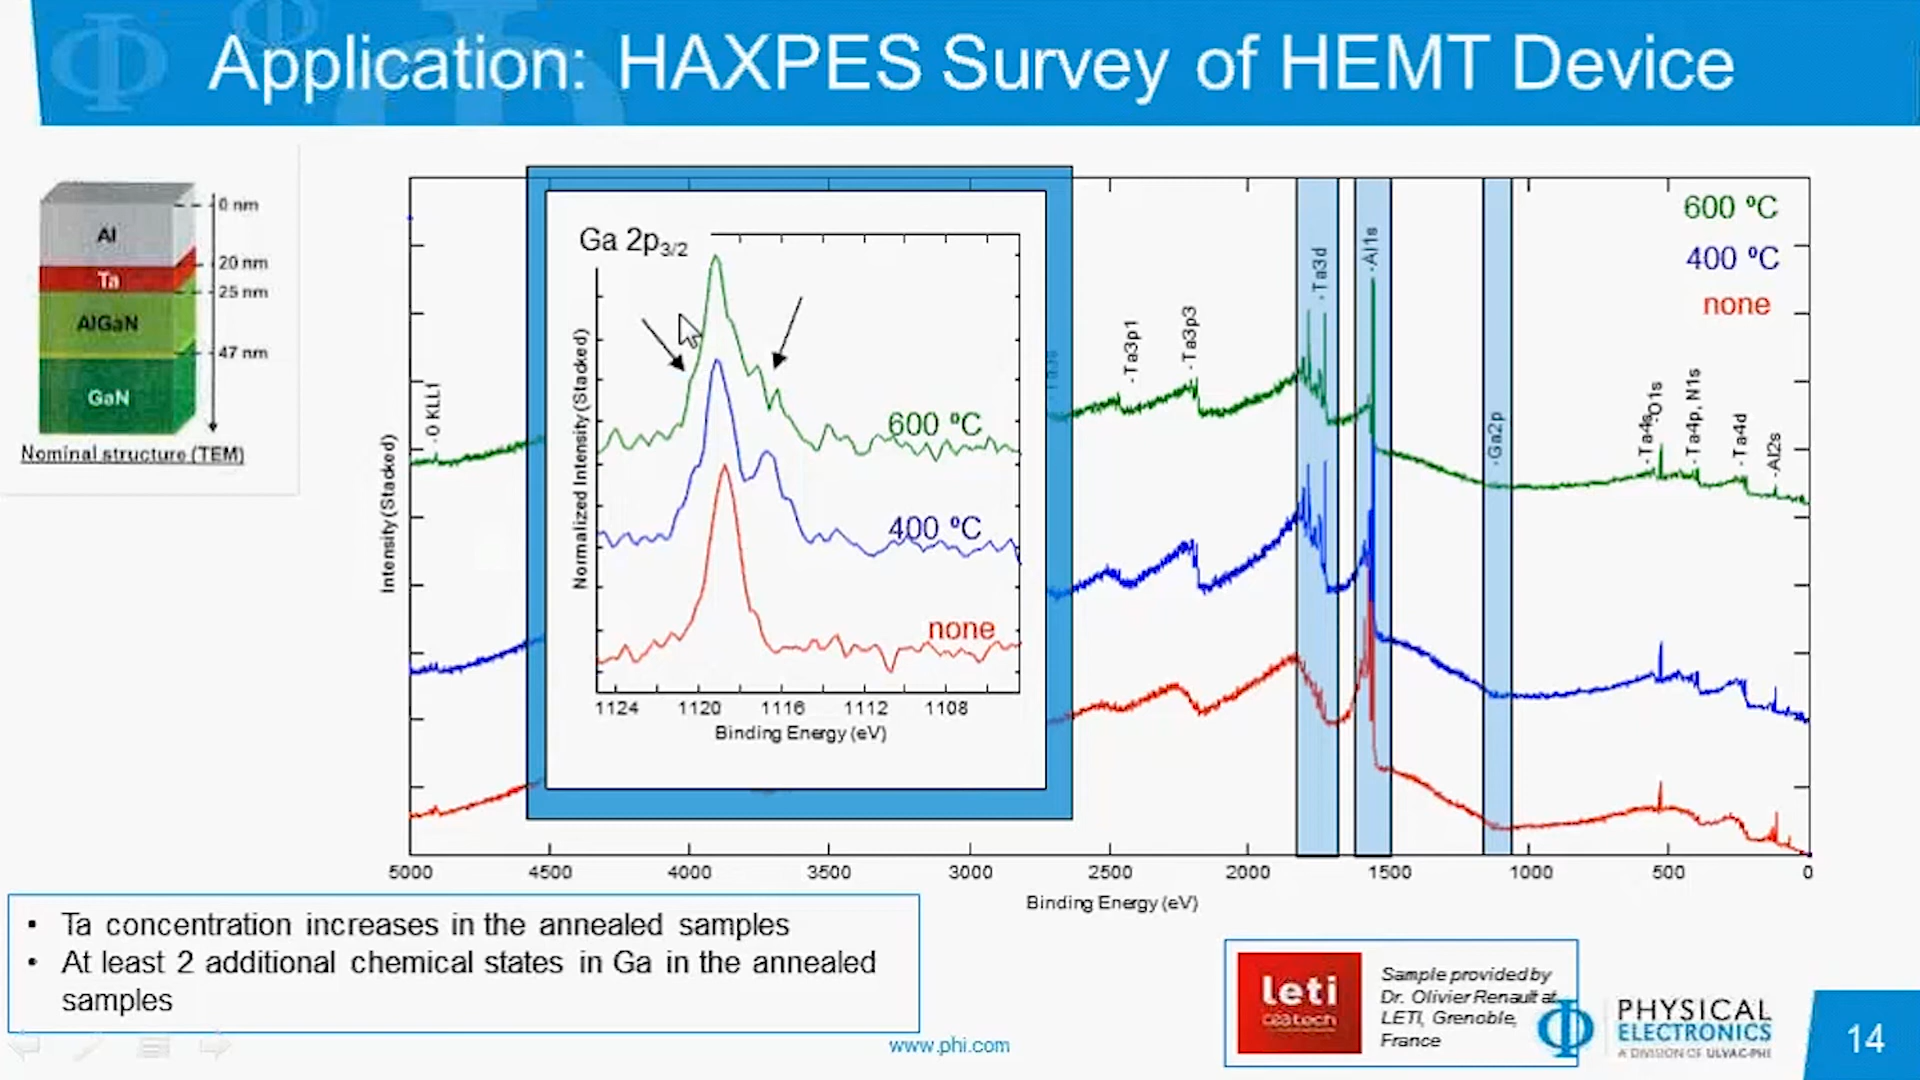 Application: HAXPES Survey of HEMT Device
Al
Ta
AlGaN
GaN
0 nm
20 nm
25 nm
47 nm
Nominal structure (TEM)
Intensity (Stacked)
-O KLL1
Ga 2p3/2
Normalized Intensity (Stacked)
600 ºC
400 ºC
none
1124 1120 1116 1112 1108
Binding Energy (eV)
-Ta3s
-Ta3p1
-Ta3p3
-Ta3d
-Al1s
-Ga2p
-Ta4s
-O1s
-Ta4p, N1s
-Ta4d
-Al2s
600 ºC
400 ºC
none
5000 4500 4000 3500 3000 2500 2000 1500 1000 500 0
Binding Energy (eV)
• Ta concentration increases in the annealed samples
• At least 2 additional chemical states in Ga in the annealed
samples
www.phi.com
leti
ceatech
Sample provided by
Dr. Olivier Renault at
LETI, Grenoble,
France
PHYSICAL
ELECTRONICS
A DIVISION OF ULVAC-PHI
14